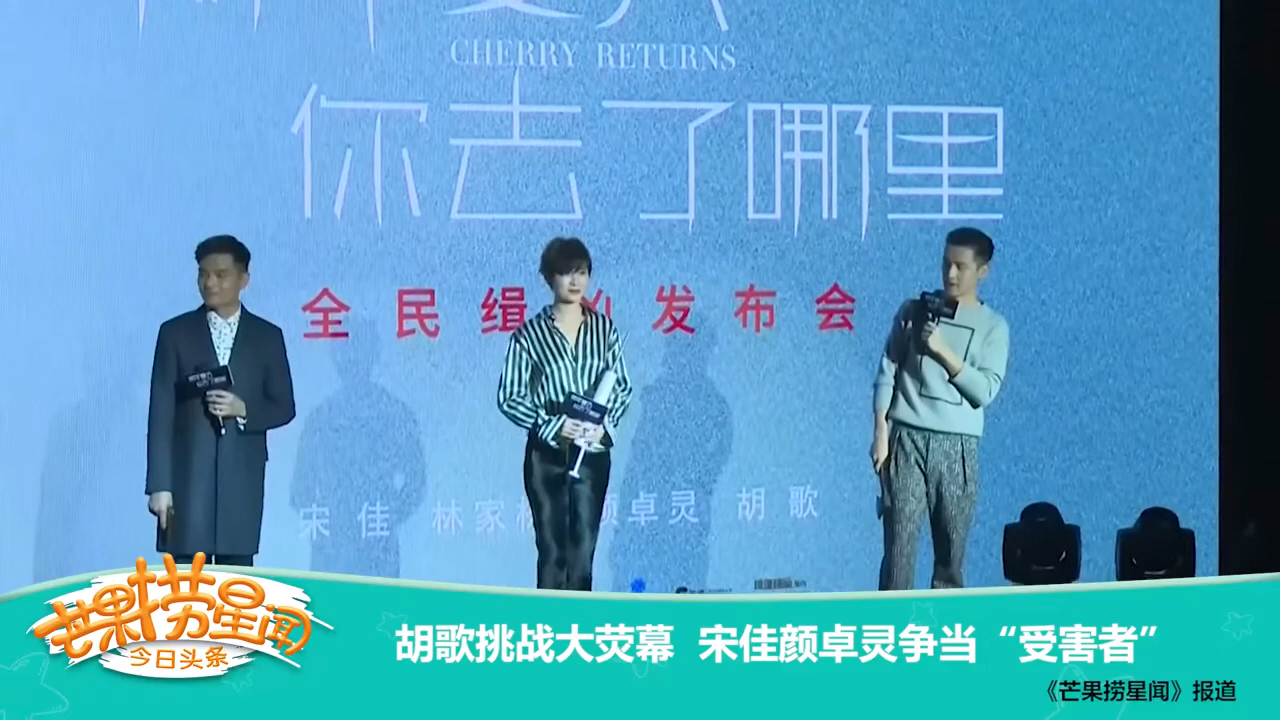 CHERRY RETURNS
你去了哪里
全民缉 发布会
宋佳 林家 颜卓灵 胡歌
芒果捞星闻
今日头条
胡歌挑战大荧幕 宋佳颜卓灵争当“受害者”
《芒果捞星闻》报道